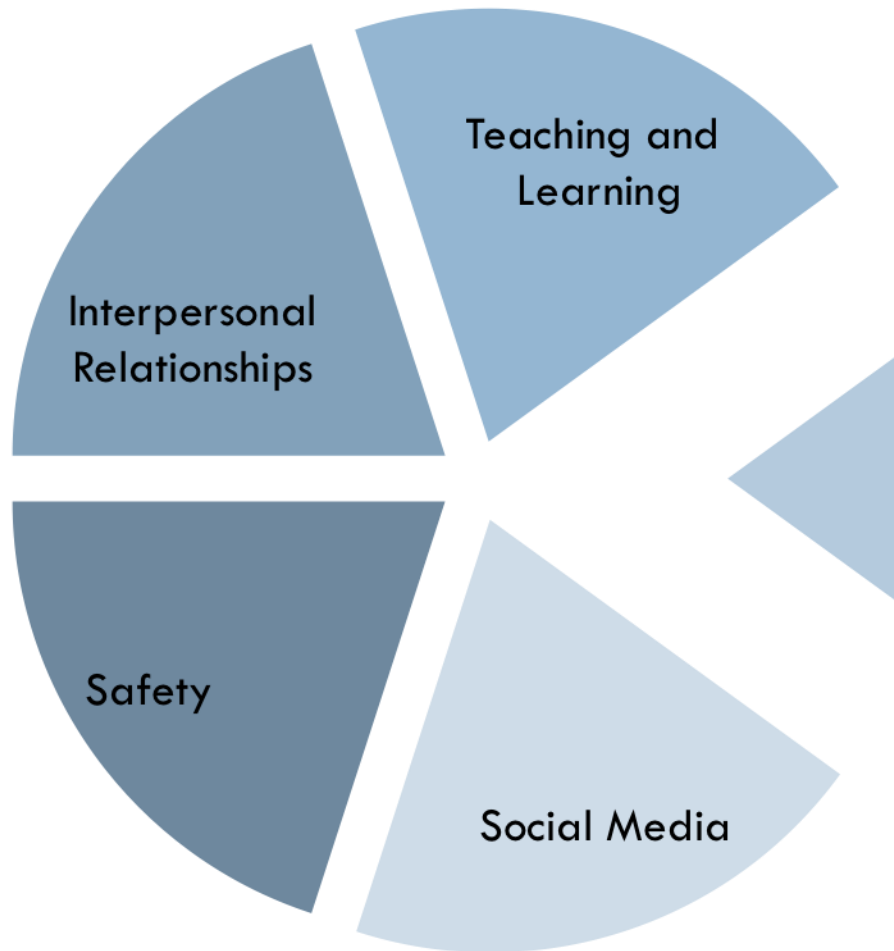 Teaching and
Learning
Interpersonal
Relationships
Safety
Social Media